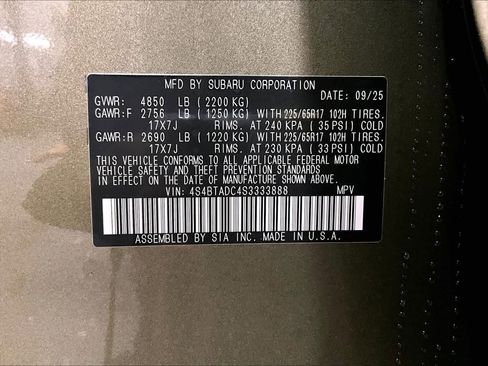 MFD BY SUBARU CORPORATION
DATE: 09/25
GVWR: 4850 LB (2200 KG)
GAWR:F 2756 LB (1250 KG) WITH 225/65R17 102H TIRES.
17X7J RIMS. AT 240 KPA (35 PSI) COLD
GAWR:R 2690 LB (1220 KG) WITH 225/65R17 102H TIRES.
17X7J RIMS. AT 230 KPA (33 PSI) COLD
THIS VEHICLE CONFORMS TO ALL APPLICABLE FEDERAL MOTOR
VEHICLE SAFETY AND THEFT PREVENTION STANDARDS
IN EFFECT ON THE DATE OF MANUFACTURE SHOWN ABOVE.
VIN: 4S4BTADC4S3333888 MPV
ASSEMBLED BY SIA INC. MADE IN U.S.A.